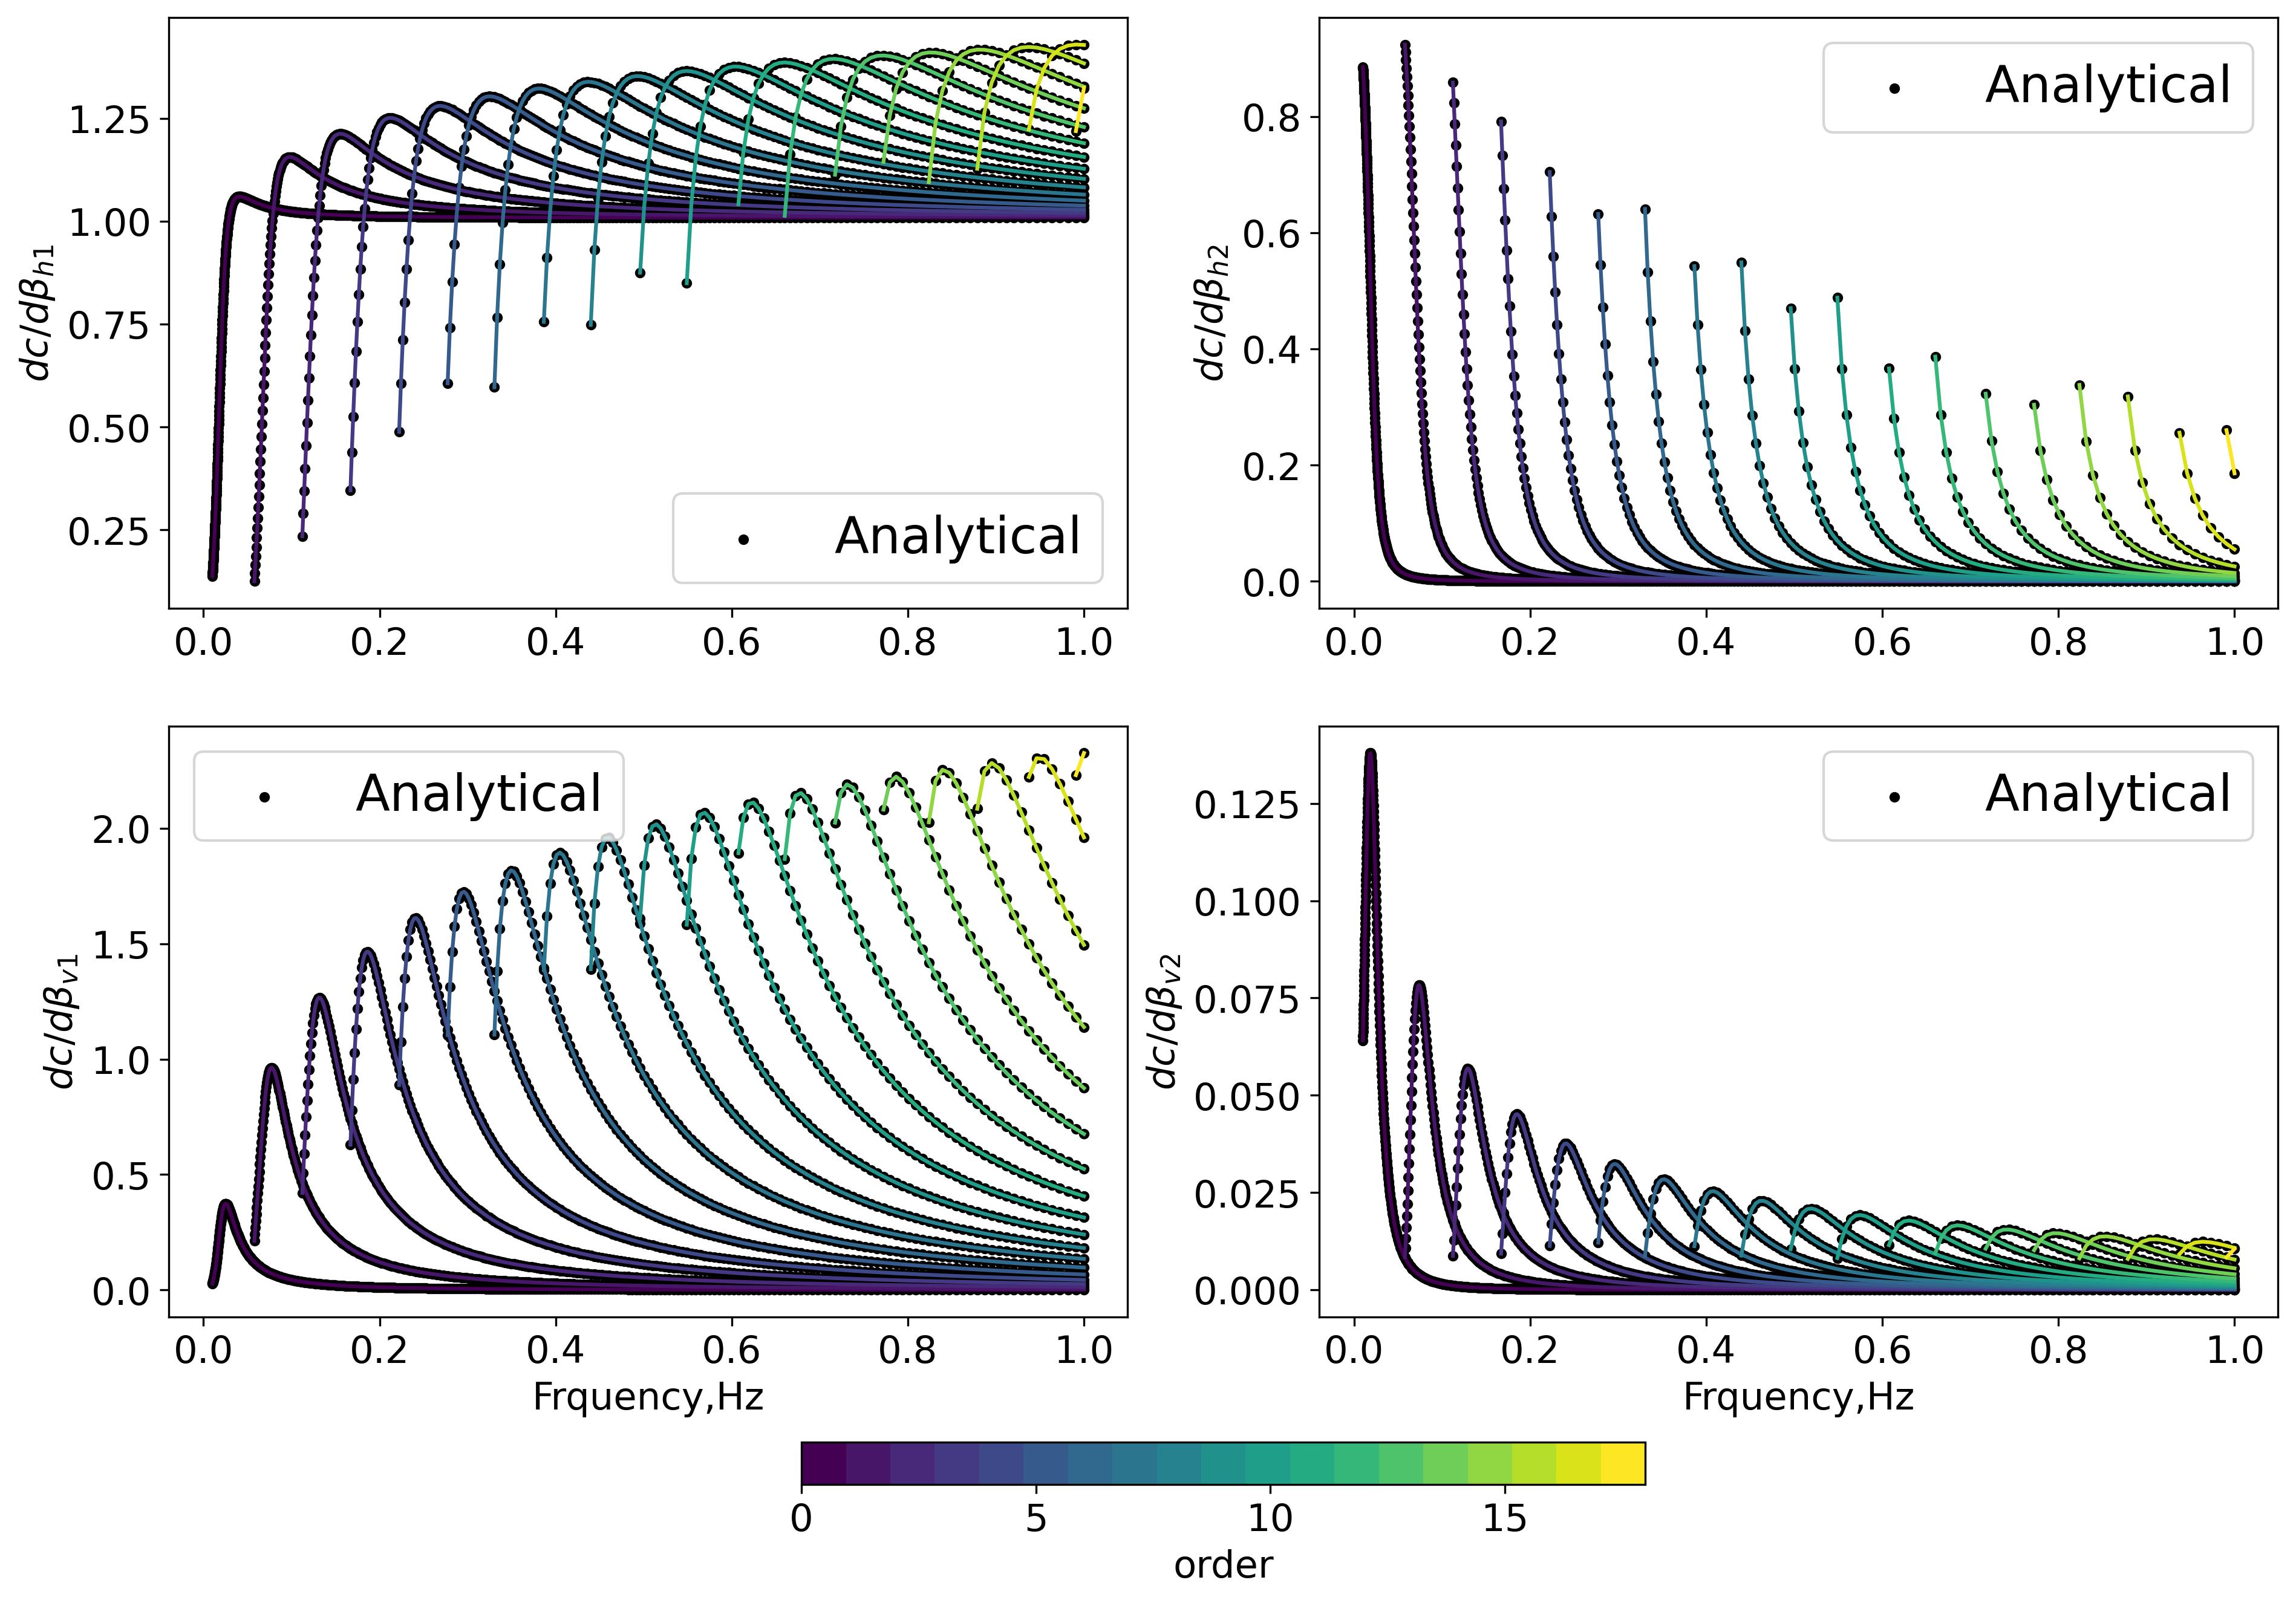 Analytical
dc/dβh1
1.25
1.00
0.75
0.50
0.25
0.0 0.2 0.4 0.6 0.8 1.0
Analytical
dc/dβh2
0.8
0.6
0.4
0.2
0.0
0.0 0.2 0.4 0.6 0.8 1.0
Analytical
dc/dβv1
2.0
1.5
1.0
0.5
0.0
0.0 0.2 0.4 0.6 0.8 1.0
Frquency,Hz
Analytical
dc/dβv2
0.125
0.100
0.075
0.050
0.025
0.000
0.0 0.2 0.4 0.6 0.8 1.0
Frquency,Hz
0 5 10 15
order